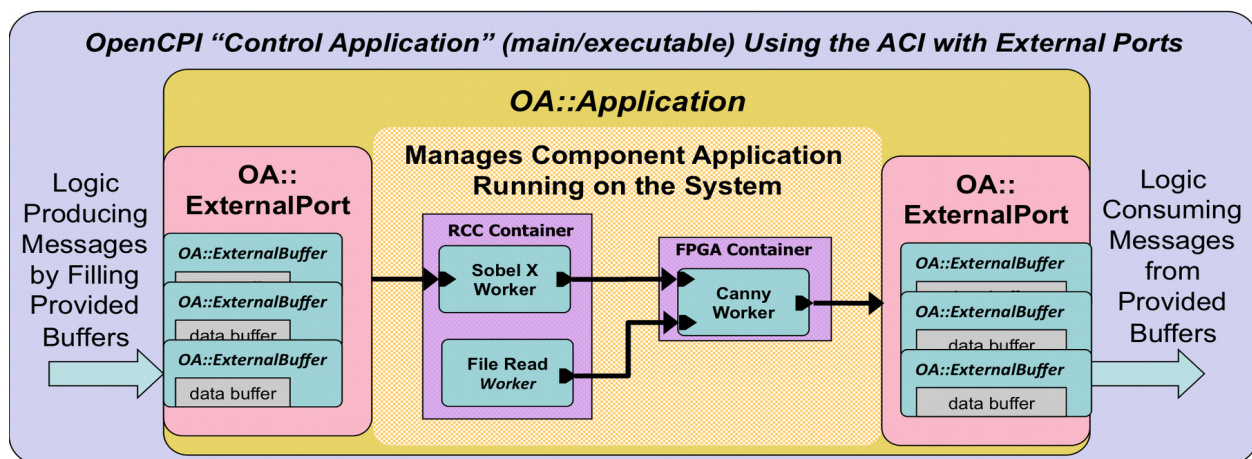 OpenCPI “Control Application” (main/executable) Using the ACI with External Ports
OA::Application
Manages Component Application
Running on the System
Logic
Producing
Messages
by Filling
Provided
Buffers
OA::
ExternalPort
OA::ExternalBuffer
OA::ExternalBuffer
data buffer
OA::ExternalBuffer
data buffer
RCC Container
Sobel X
Worker
File Read
Worker
FPGA Container
Canny
Worker
OA::
ExternalPort
OA::ExternalBuffer
OA::ExternalBuffer
data buffer
OA::ExternalBuffer
data buffer
Logic
Consuming
Messages
from
Provided
Buffers